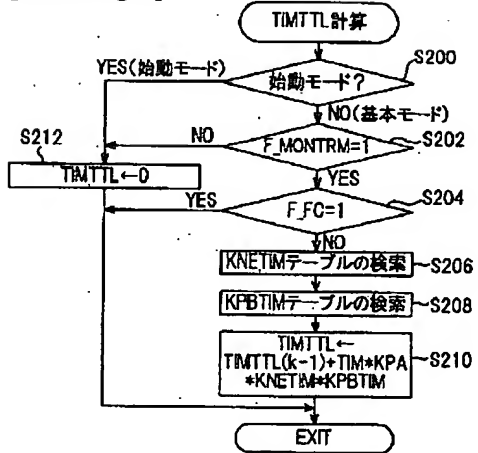 TIMTTL計算
S200
YES(始動モード)
始動モード?
NO(基本モード)
S202
NO
F_MONTRM=1
S212
TIMTTL←0
YES
S204
YES
F_FC=1
NO
KNETIMテーブルの検索
S206
KPBTIMテーブルの検索
S208
TIMTTL←
TIMTTL(k-1)+TIM*KPA
*KNETIM*KPBTIM
S210
EXIT